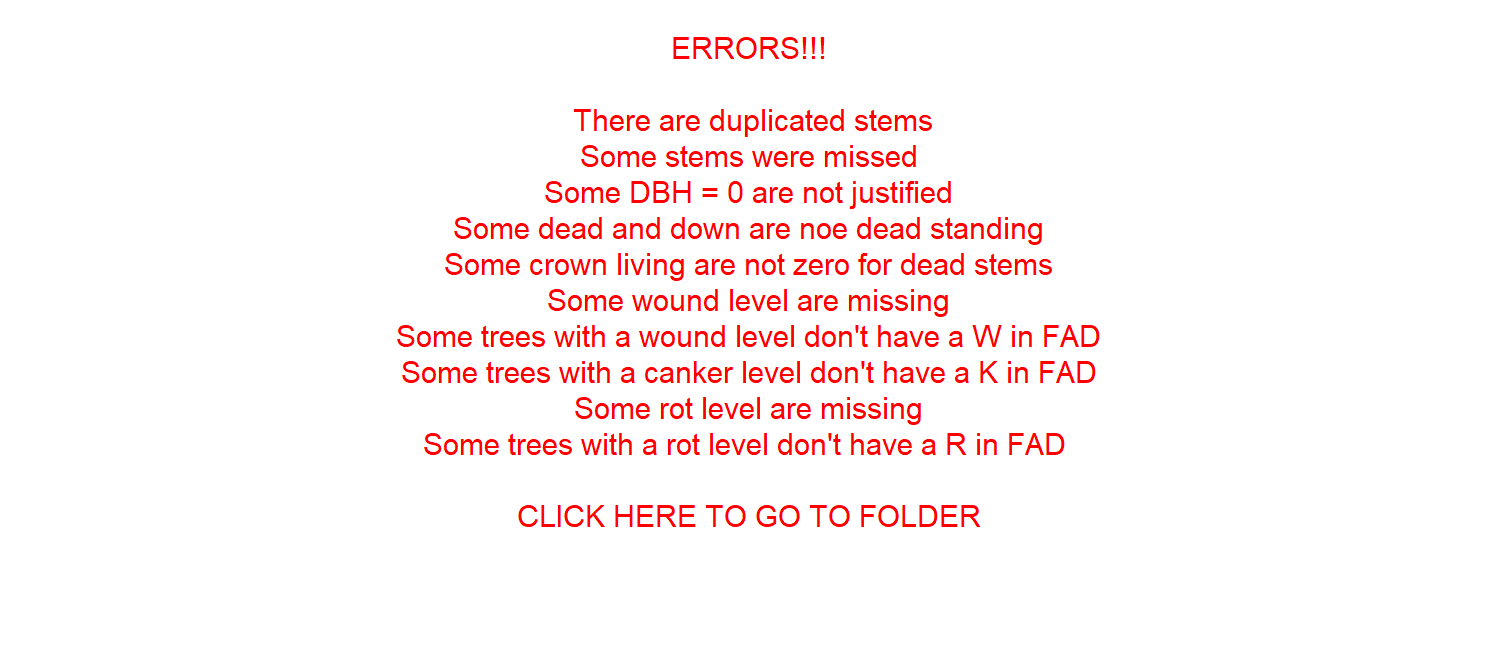 ERRORS!!!
There are duplicated stems
Some stems were missed
Some DBH = 0 are not justified
Some dead and down are noe dead standing
Some crown living are not zero for dead stems
Some wound level are missing
Some trees with a wound level don't have a W in FAD
Some trees with a canker level don't have a K in FAD
Some rot level are missing
Some trees with a rot level don't have a R in FAD
CLICK HERE TO GO TO FOLDER